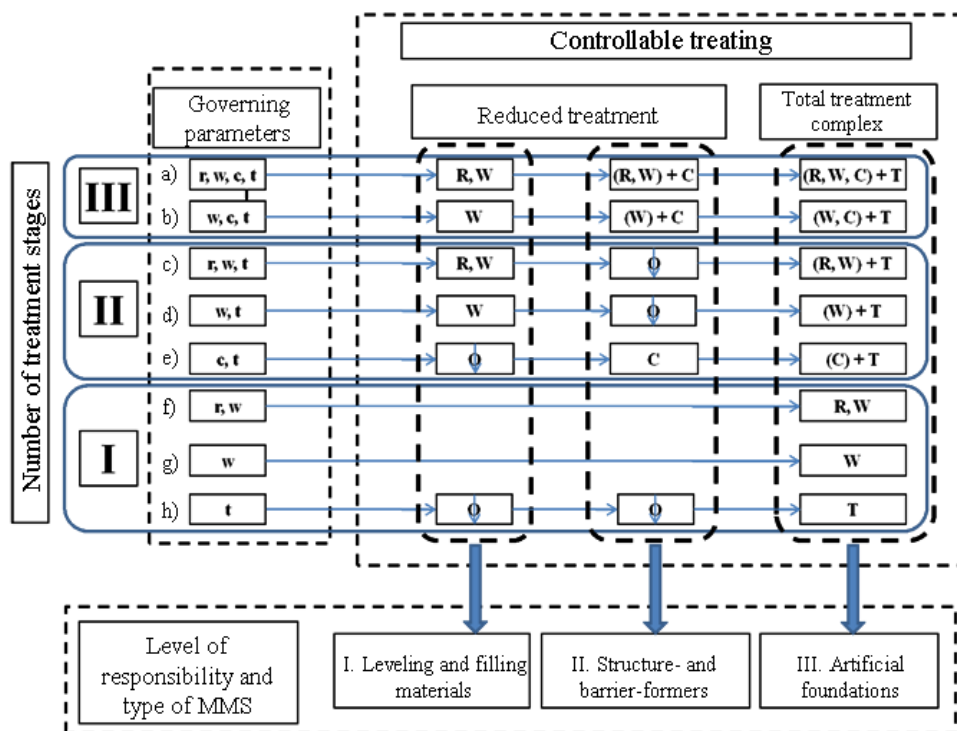 Controllable treating
Governing
parameters
Reduced treatment
Total treatment
complex
Number of treatment stages
III
a)
r, w, c, t
R, W
(R, W) + C
(R, W, C) + T
b)
w, c, t
W
(W) + C
(W, C) + T
II
c)
r, w, t
R, W
O
(R, W) + T
d)
w, t
W
O
(W) + T
e)
c, t
O
C
(C) + T
I
f)
r, w
R, W
g)
w
W
h)
t
O
O
T
Level of
responsibility and
type of MMS
I. Leveling and filling
materials
II. Structure- and
barrier-formers
III. Artificial
foundations